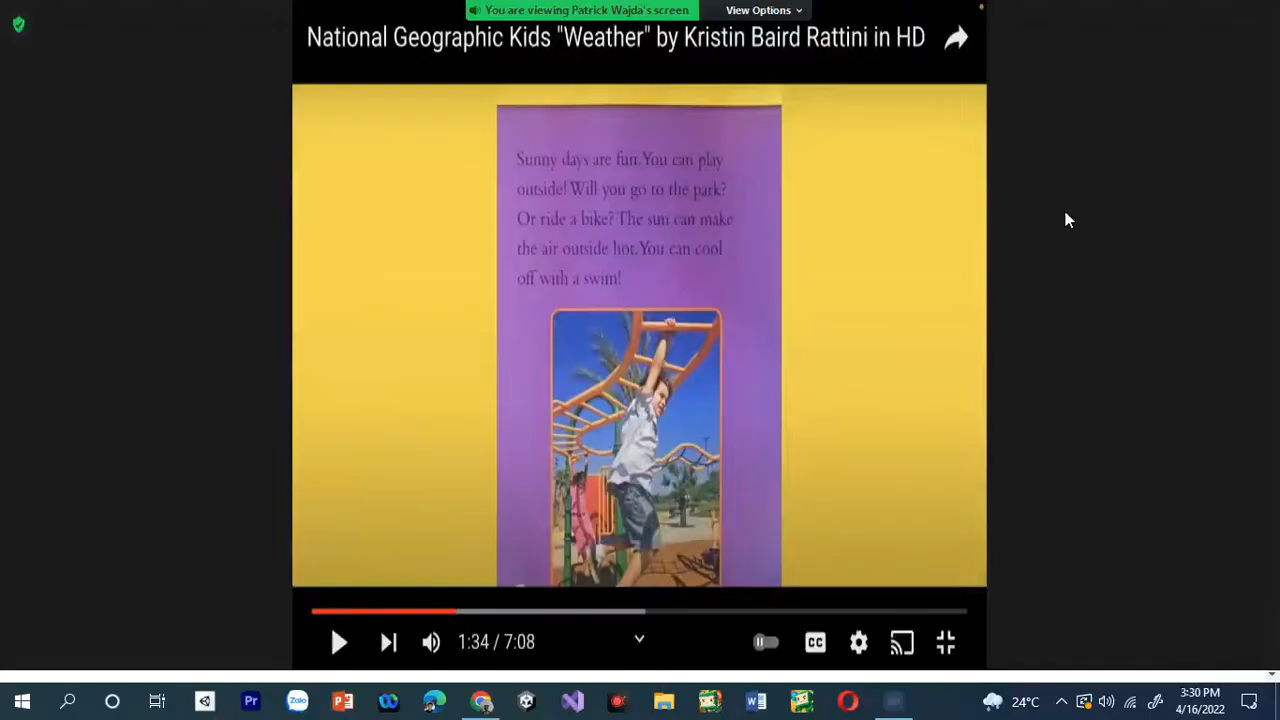 You are viewing Patrick Wajda's screen
View Options
National Geographic Kids "Weather" by Kristin Baird Rattini in HD
Sunny days are fun. You can play
outside! Will you go to the park?
Or ride a bike? The sun can make
the air outside hot. You can cool
off with a swim!
1:34 / 7:08
CC
Pr
Zalo
P
W
24°C
3:30 PM
4/16/2022